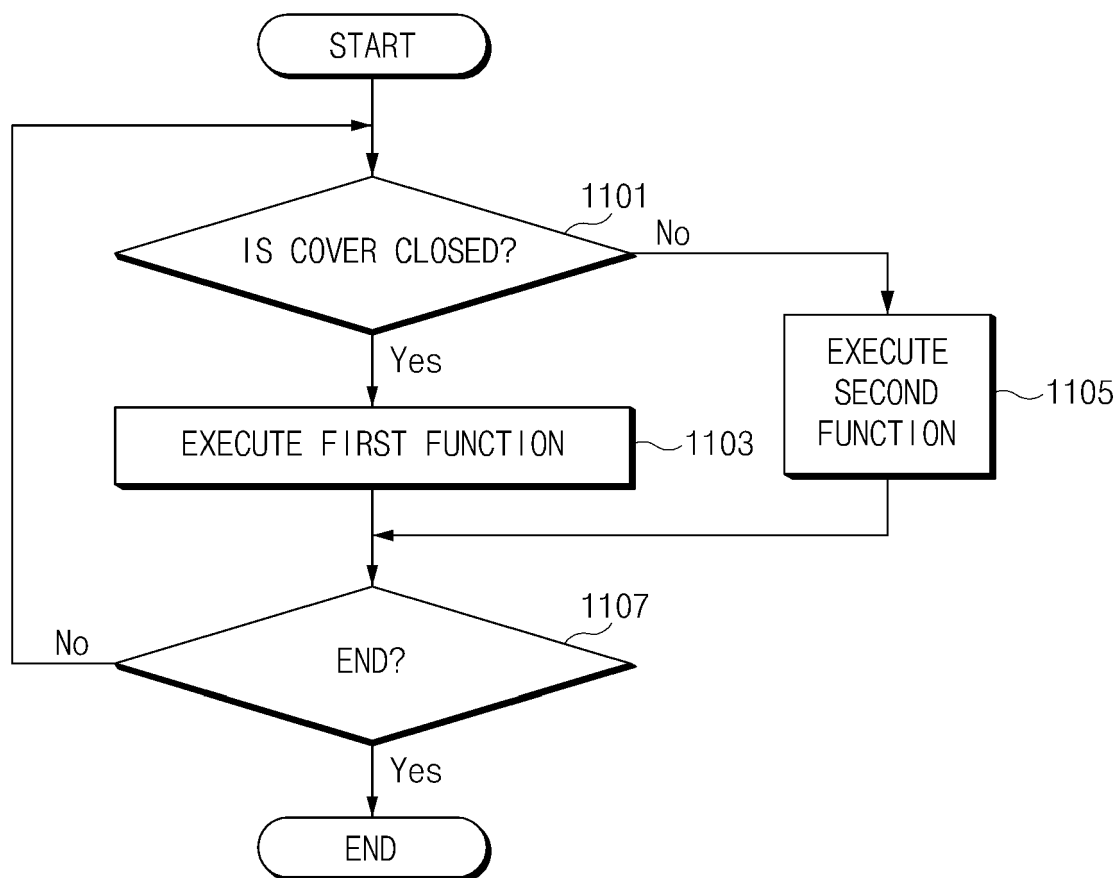 START
1101
IS COVER CLOSED?
No
Yes
EXECUTE
SECOND
FUNCTION
1105
EXECUTE FIRST FUNCTION
1103
1107
No
END?
Yes
END